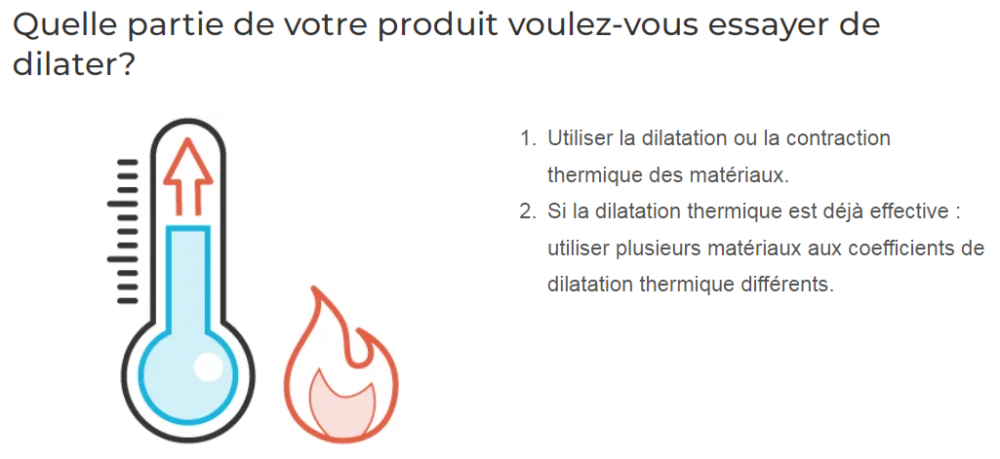 Quelle partie de votre produit voulez-vous essayer de
dilater?
1. Utiliser la dilatation ou la contraction
thermique des matériaux.
2. Si la dilatation thermique est déjà effective :
utiliser plusieurs matériaux aux coefficients de
dilatation thermique différents.